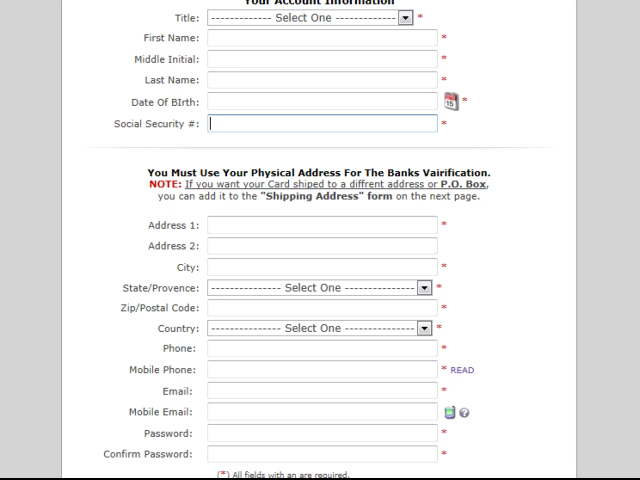 Your Account Information
Title: ------------- Select One ------------- *
First Name: *
Middle Initial: *
Last Name: *
Date Of BIrth: 15 *
Social Security #: *
You Must Use Your Physical Address For The Banks Vairification.
NOTE: If you want your Card shiped to a diffrent address or P.O. Box,
you can add it to the "Shipping Address" form on the next page.
Address 1: *
Address 2:
City: *
State/Provence: --------------- Select One --------------- *
Zip/Postal Code: *
Country: --------------- Select One --------------- *
Phone: *
Mobile Phone: * READ
Email: *
Mobile Email: ?
Password: *
Confirm Password: *
(*) All fields with an are required.